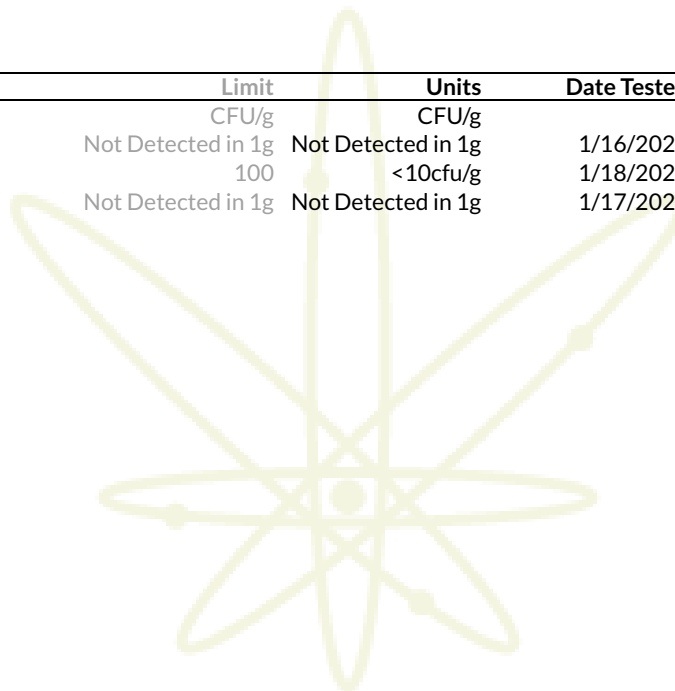 Limit Units Date Teste
CFU/g CFU/g
Not Detected in 1g Not Detected in 1g 1/16/202
100 <10cfu/g 1/18/202
Not Detected in 1g Not Detected in 1g 1/17/202